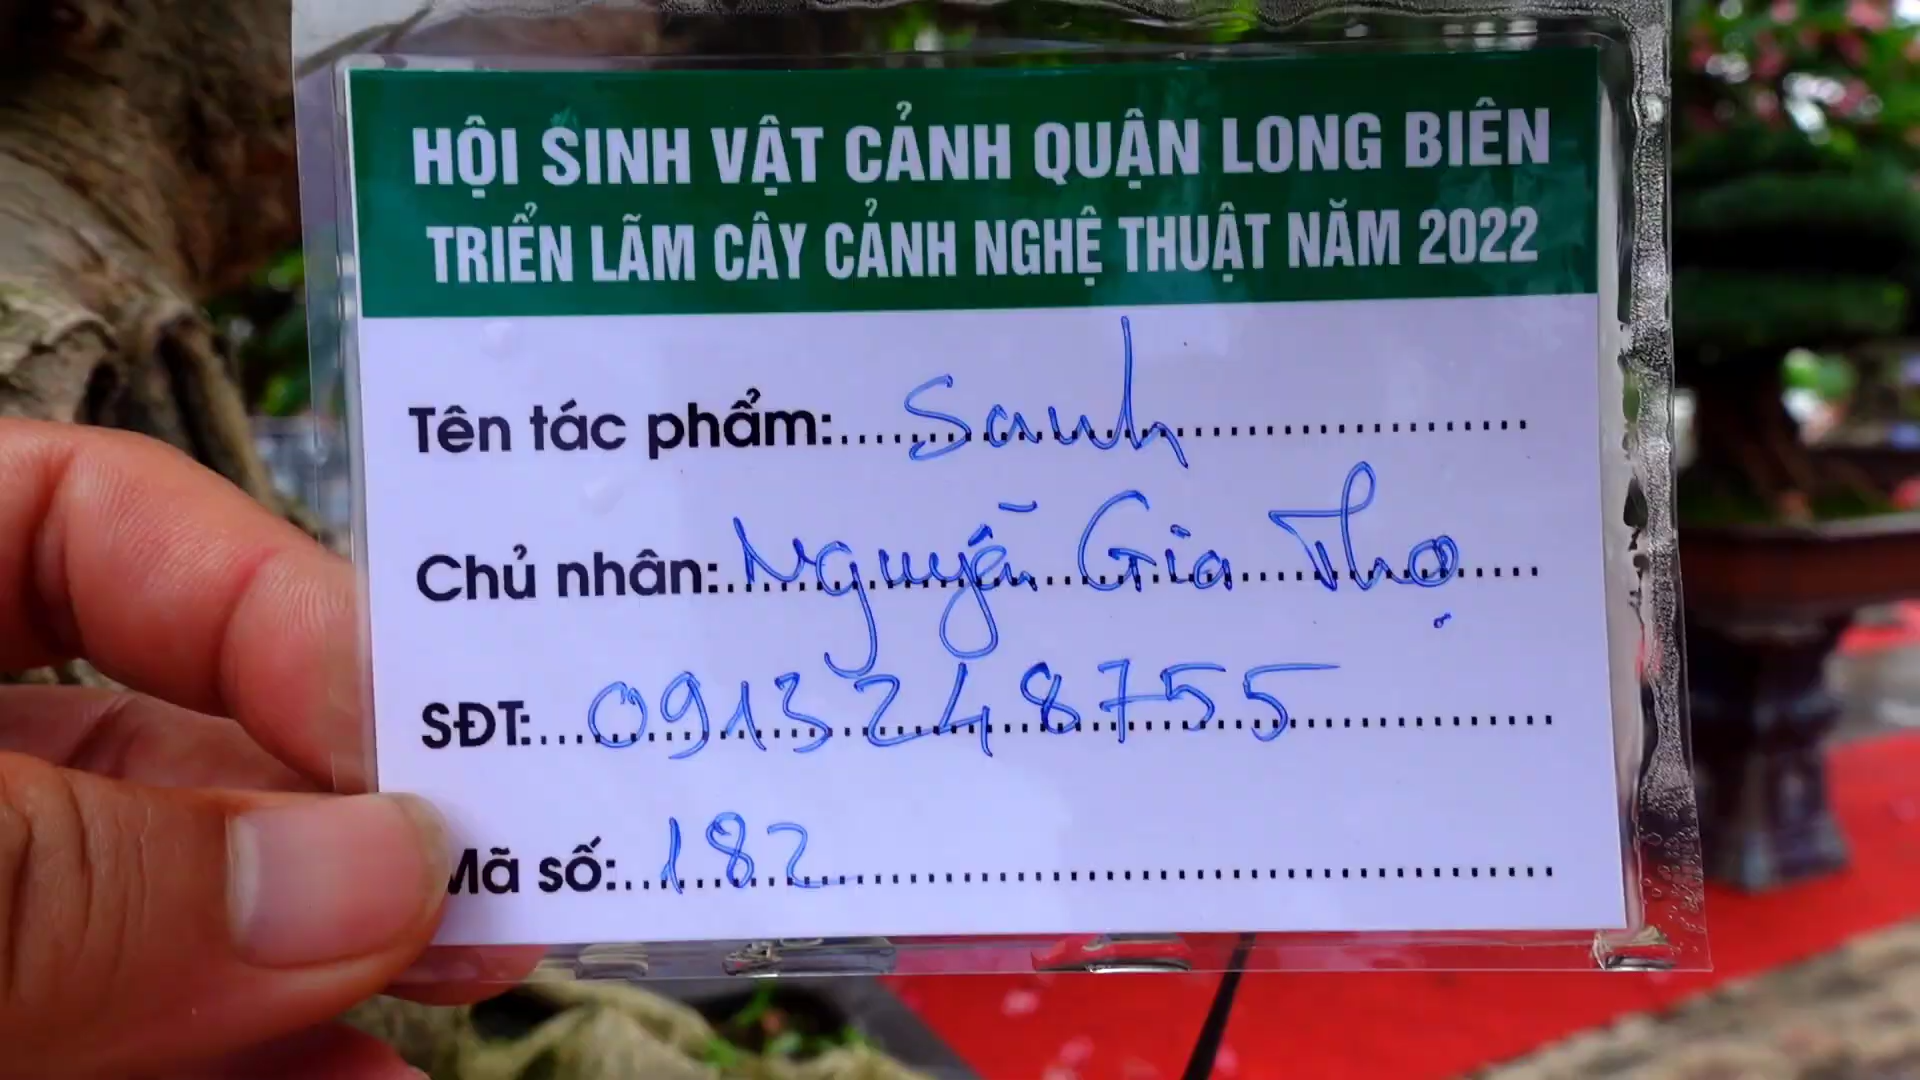 HỘI SINH VẬT CẢNH QUẬN LONG BIÊN
TRIỂN LÃM CÂY CẢNH NGHỆ THUẬT NĂM 2022
Tên tác phẩm: Sanh
Chủ nhân: Nguyễn Gia Thọ
SĐT: 0913248755
Mã số: 182